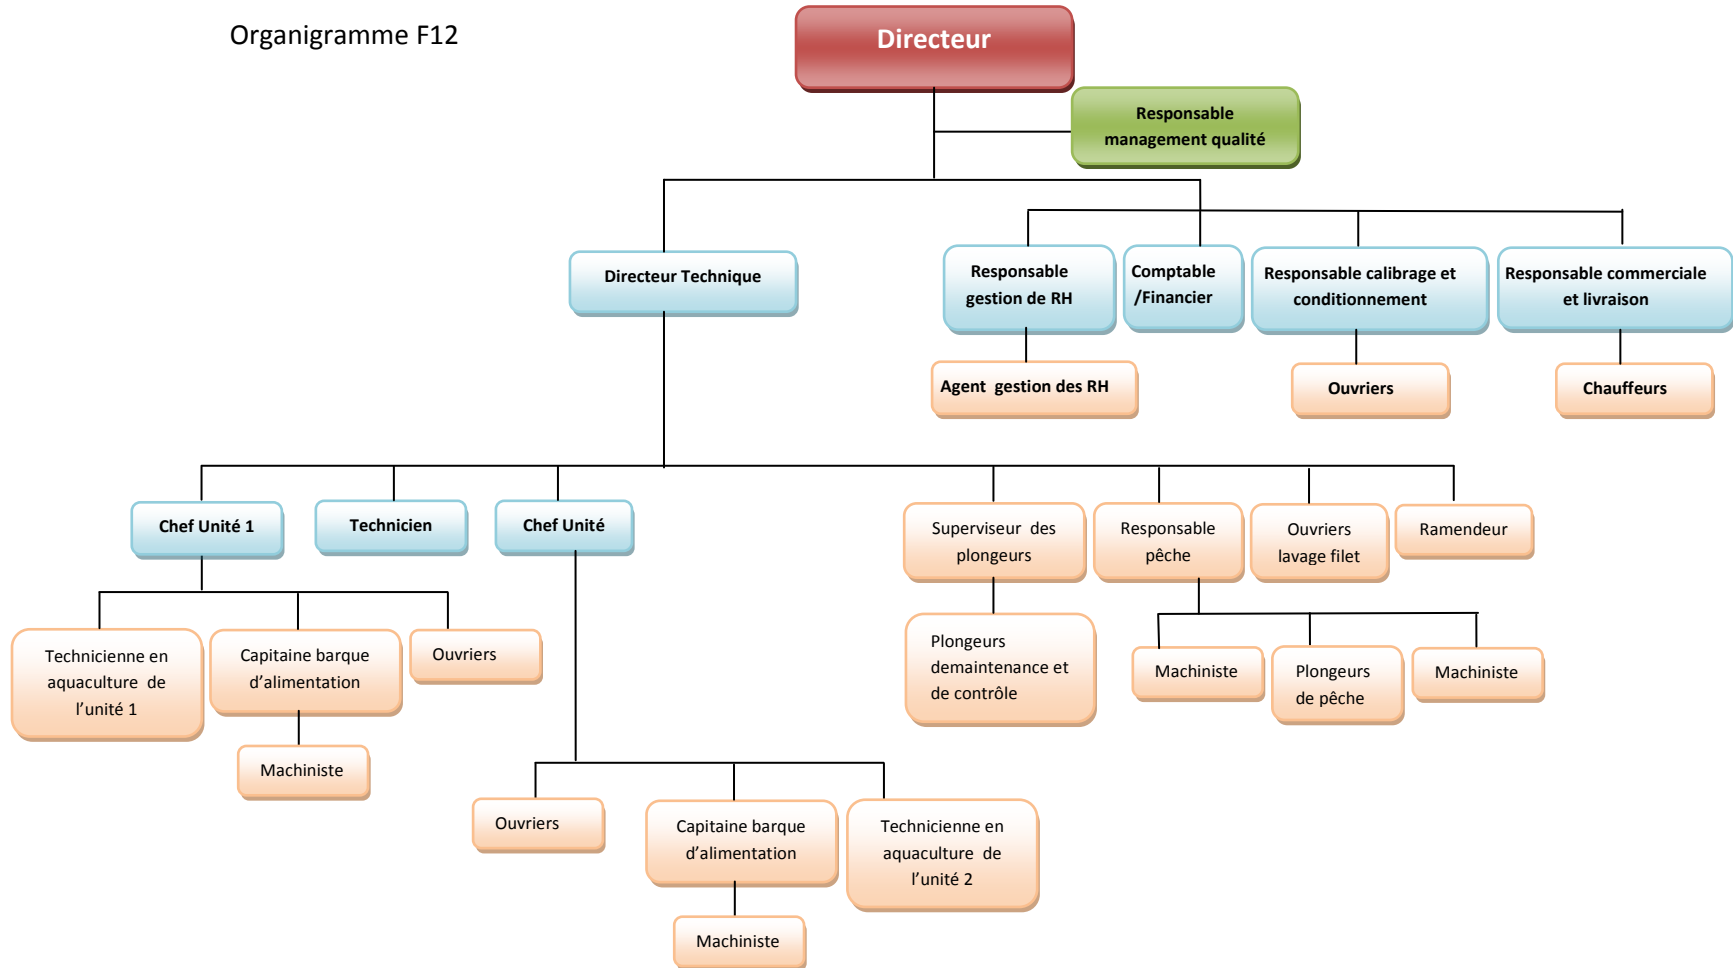 Organigramme F12
Directeur
Responsable
management qualité
Directeur Technique
Responsable
gestion de RH
Comptable
/Financier
Responsable calibrage et
conditionnement
Responsable commerciale
et livraison
Agent gestion des RH
Ouvriers
Chauffeurs
Chef Unité 1
Technicien
Chef Unité
Superviseur des
plongeurs
Responsable
pêche
Ouvriers
lavage filet
Ramendeur
Technicienne en
aquaculture de
l’unité 1
Capitaine barque
d’alimentation
Ouvriers
Plongeurs
demaintenance et
de contrôle
Machiniste
Plongeurs
de pêche
Machiniste
Machiniste
Ouvriers
Capitaine barque
d’alimentation
Technicienne en
aquaculture de
l’unité 2
Machiniste